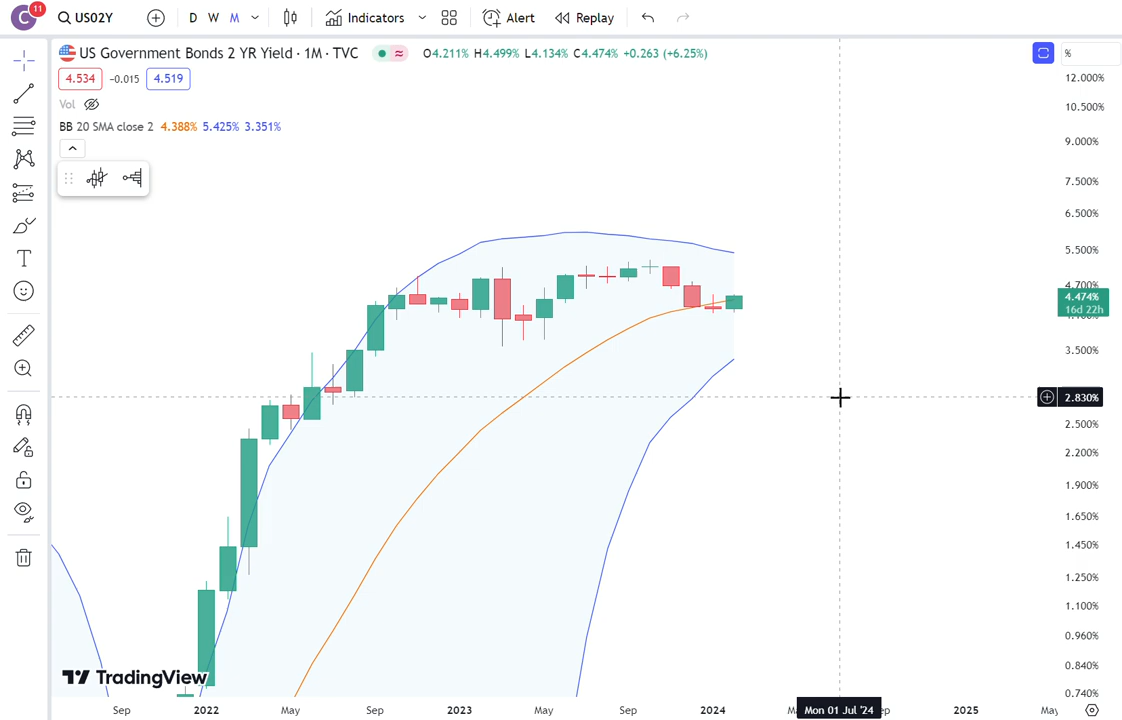 C 11 US02Y D W M Indicators Alert Replay
US Government Bonds 2 YR Yield · 1M · TVC O4.211% H4.499% L4.134% C4.474% +0.263 (+6.25%) %
4.534 -0.015 4.519
Vol
BB 20 SMA close 2 4.388% 5.425% 3.351%
12.000%
10.500%
9.000%
7.500%
6.500%
5.500%
4.700%
4.474%
16d 22h
3.500%
2.830%
2.500%
2.200%
1.900%
1.650%
1.450%
1.250%
1.100%
0.960%
0.840%
0.740%
TradingView
Sep 2022 May Sep 2023 May Sep 2024 Mon 01 Jul '24 2025 May